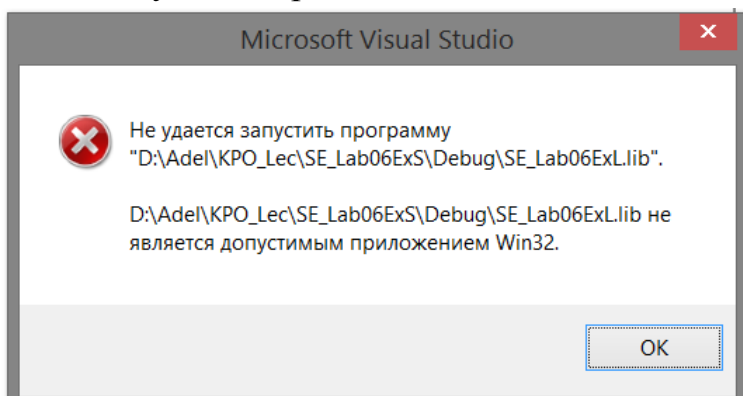 Microsoft Visual Studio
Не удается запустить программу
"D:\Adel\KPO_Lec\SE_Lab06ExS\Debug\SE_Lab06ExL.lib".
D:\Adel\KPO_Lec\SE_Lab06ExS\Debug\SE_Lab06ExL.lib не
является допустимым приложением Win32.
OK